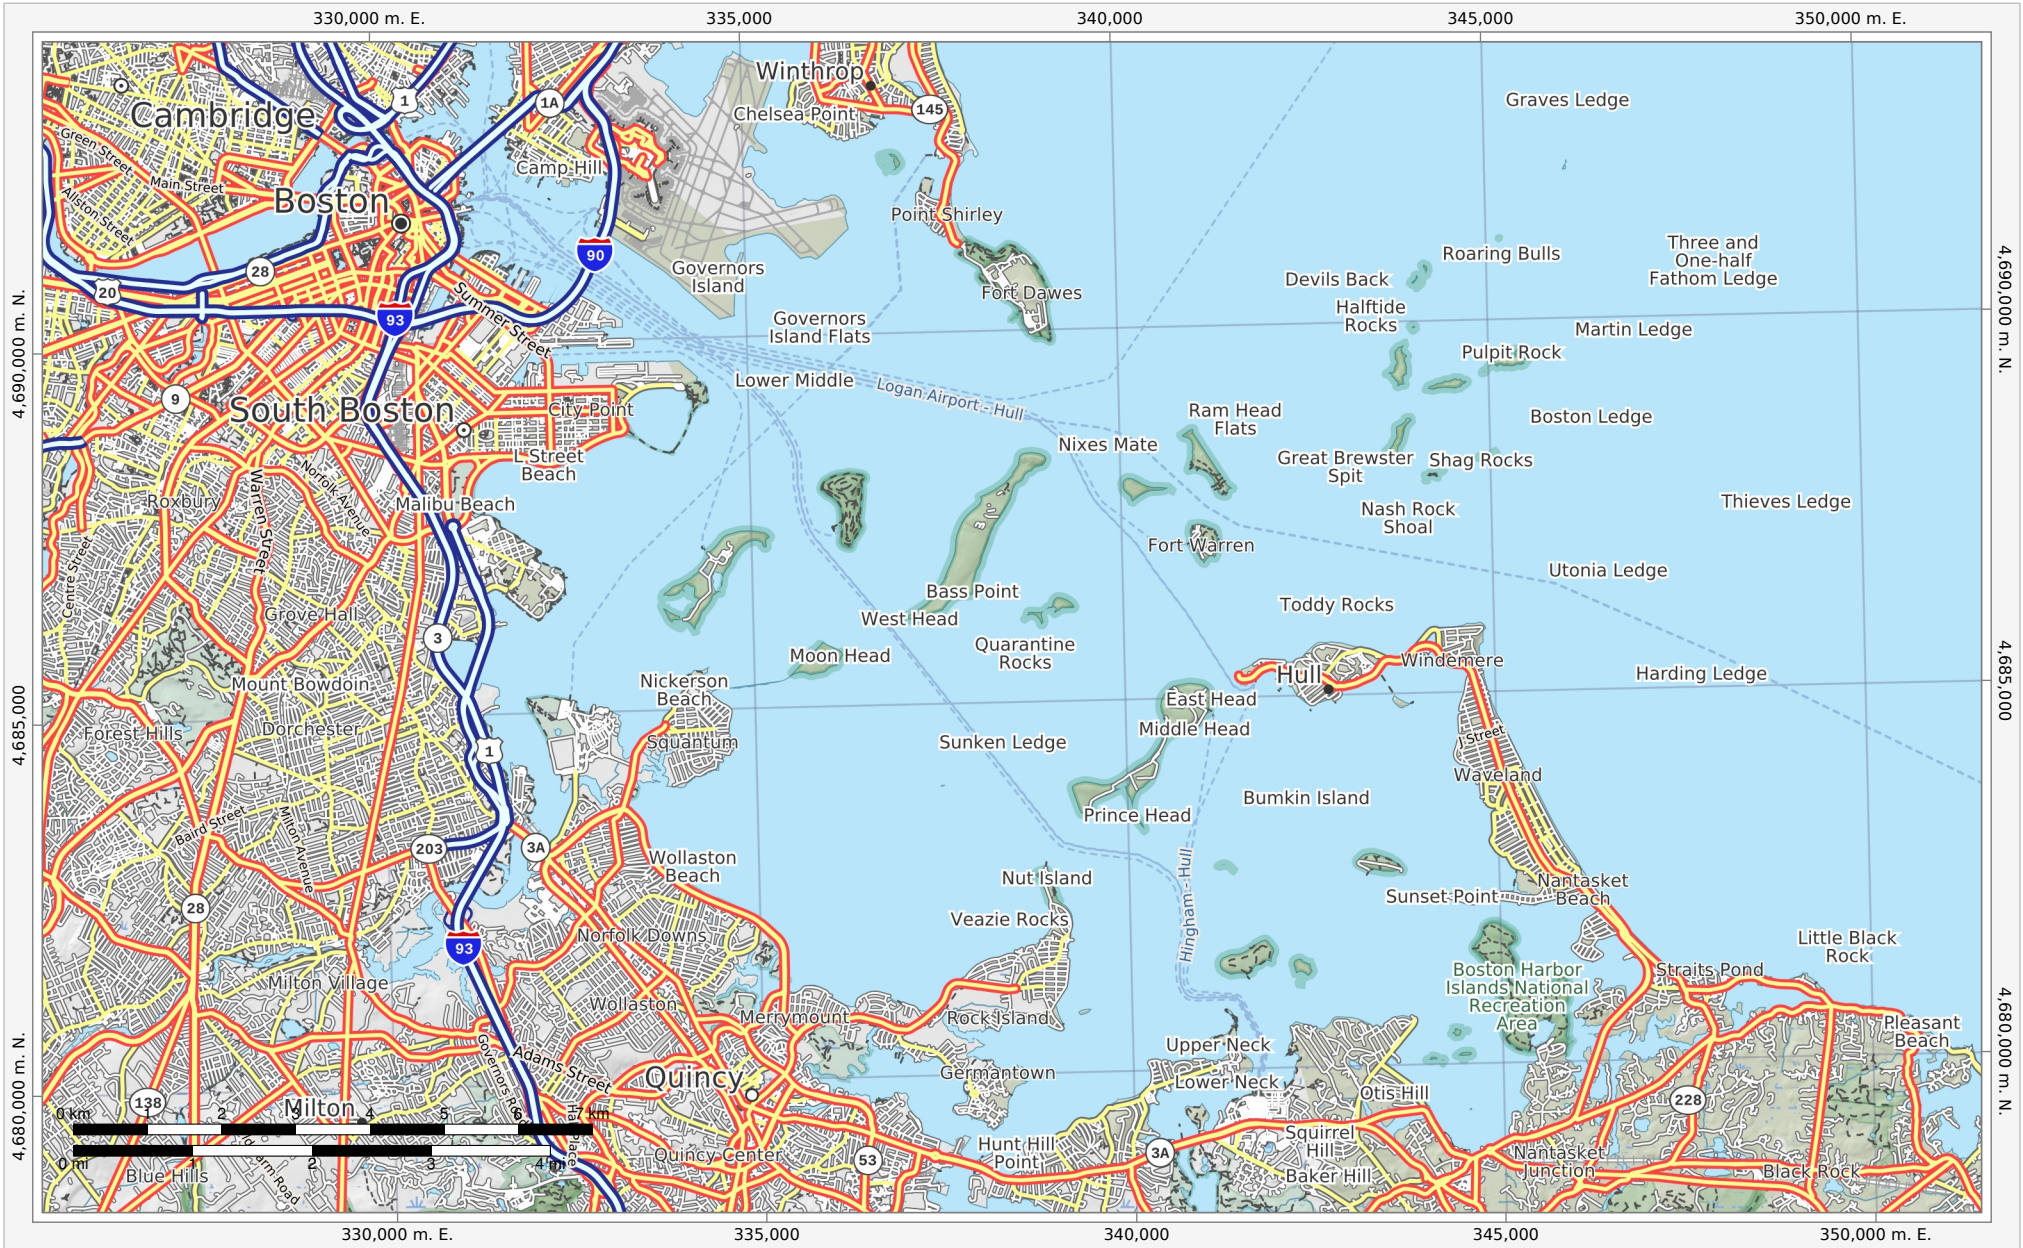 330,000 m. E.
335,000
340,000
345,000
350,000 m. E.
Winthrop
Graves Ledge
1
1A
Chelsea Point
145
Cambridge
Green Street
Main Street
Camp Hill
Allston Street
Boston
Point Shirley
Roaring Bulls
Three and
One-half
Fathom Ledge
90
28
Governors
Island
Devils Back
Fort Dawes
20
Summer Street
Halftide
Rocks
4,690,000 m. N.
4,690,000 m. N.
93
Governors
Island Flats
Martin Ledge
Pulpit Rock
Lower Middle
Logan Airport - Hull
9
South Boston
City Point
Ram Head
Flats
Boston Ledge
Nixes Mate
L Street
Beach
Great Brewster
Spit
Shag Rocks
Norfolk Avenue
Warren Street
Roxbury
Malibu Beach
Thieves Ledge
Nash Rock
Shoal
Fort Warren
Centre Street
Utonia Ledge
Bass Point
Toddy Rocks
Grove Hall
West Head
3
Quarantine
Rocks
Moon Head
Windemere
Hull
Harding Ledge
Mount Bowdoin
Nickerson
Beach
East Head
4,685,000
4,685,000
Forest Hills
Dorchester
Middle Head
Squantum
Sunken Ledge
J Street
1
Waveland
Bumkin Island
Prince Head
Baird Street
Milton Avenue
203
3A
Wollaston
Beach
Nut Island
Hingham - Hull
Sunset Point
Nantasket
Beach
28
Veazie Rocks
93
Norfolk Downs
Little Black
Rock
Boston Harbor
Islands National
Recreation
Area
Straits Pond
Milton Village
Wollaston
Merrymount
Rock Island
Pleasant
Beach
Upper Neck
Adams Street
Germantown
Quincy
Lower Neck
Otis Hill
4,680,000 m. N.
4,680,000 m. N.
138
Milton
228
0 km
1
2
3
4
5
6
7 km
Squirrel
Hill
Hunt Hill
Point
3A
Quincy Center
53
Nantasket
Junction
0 mi
1
2
3
4 mi
Blue Hills
Baker Hill
Black Rock
330,000 m. E.
335,000
340,000
345,000
350,000 m. E.